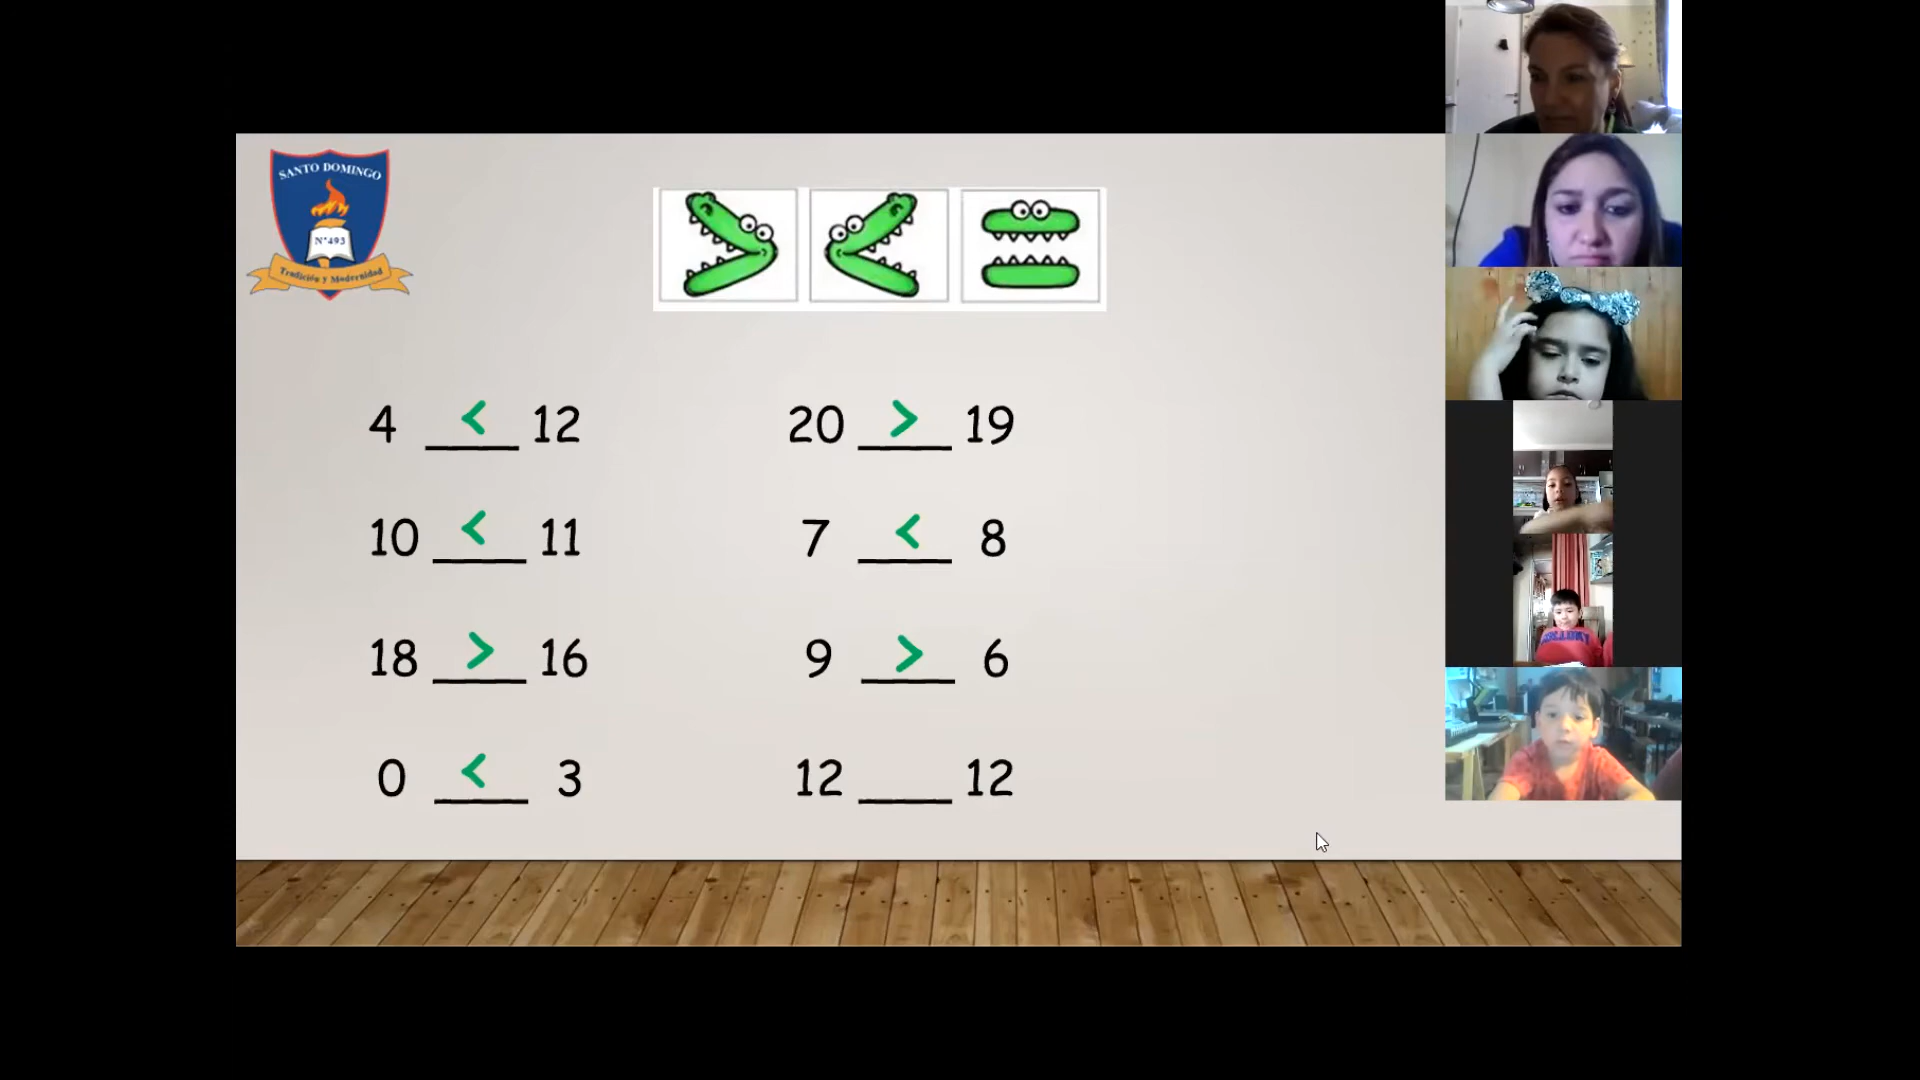 SANTO DOMINGO
N°493
Tradición y Modernidad
4 < 12
20 > 19
10 < 11
7 < 8
18 > 16
9 > 6
0 < 3
12 ____ 12